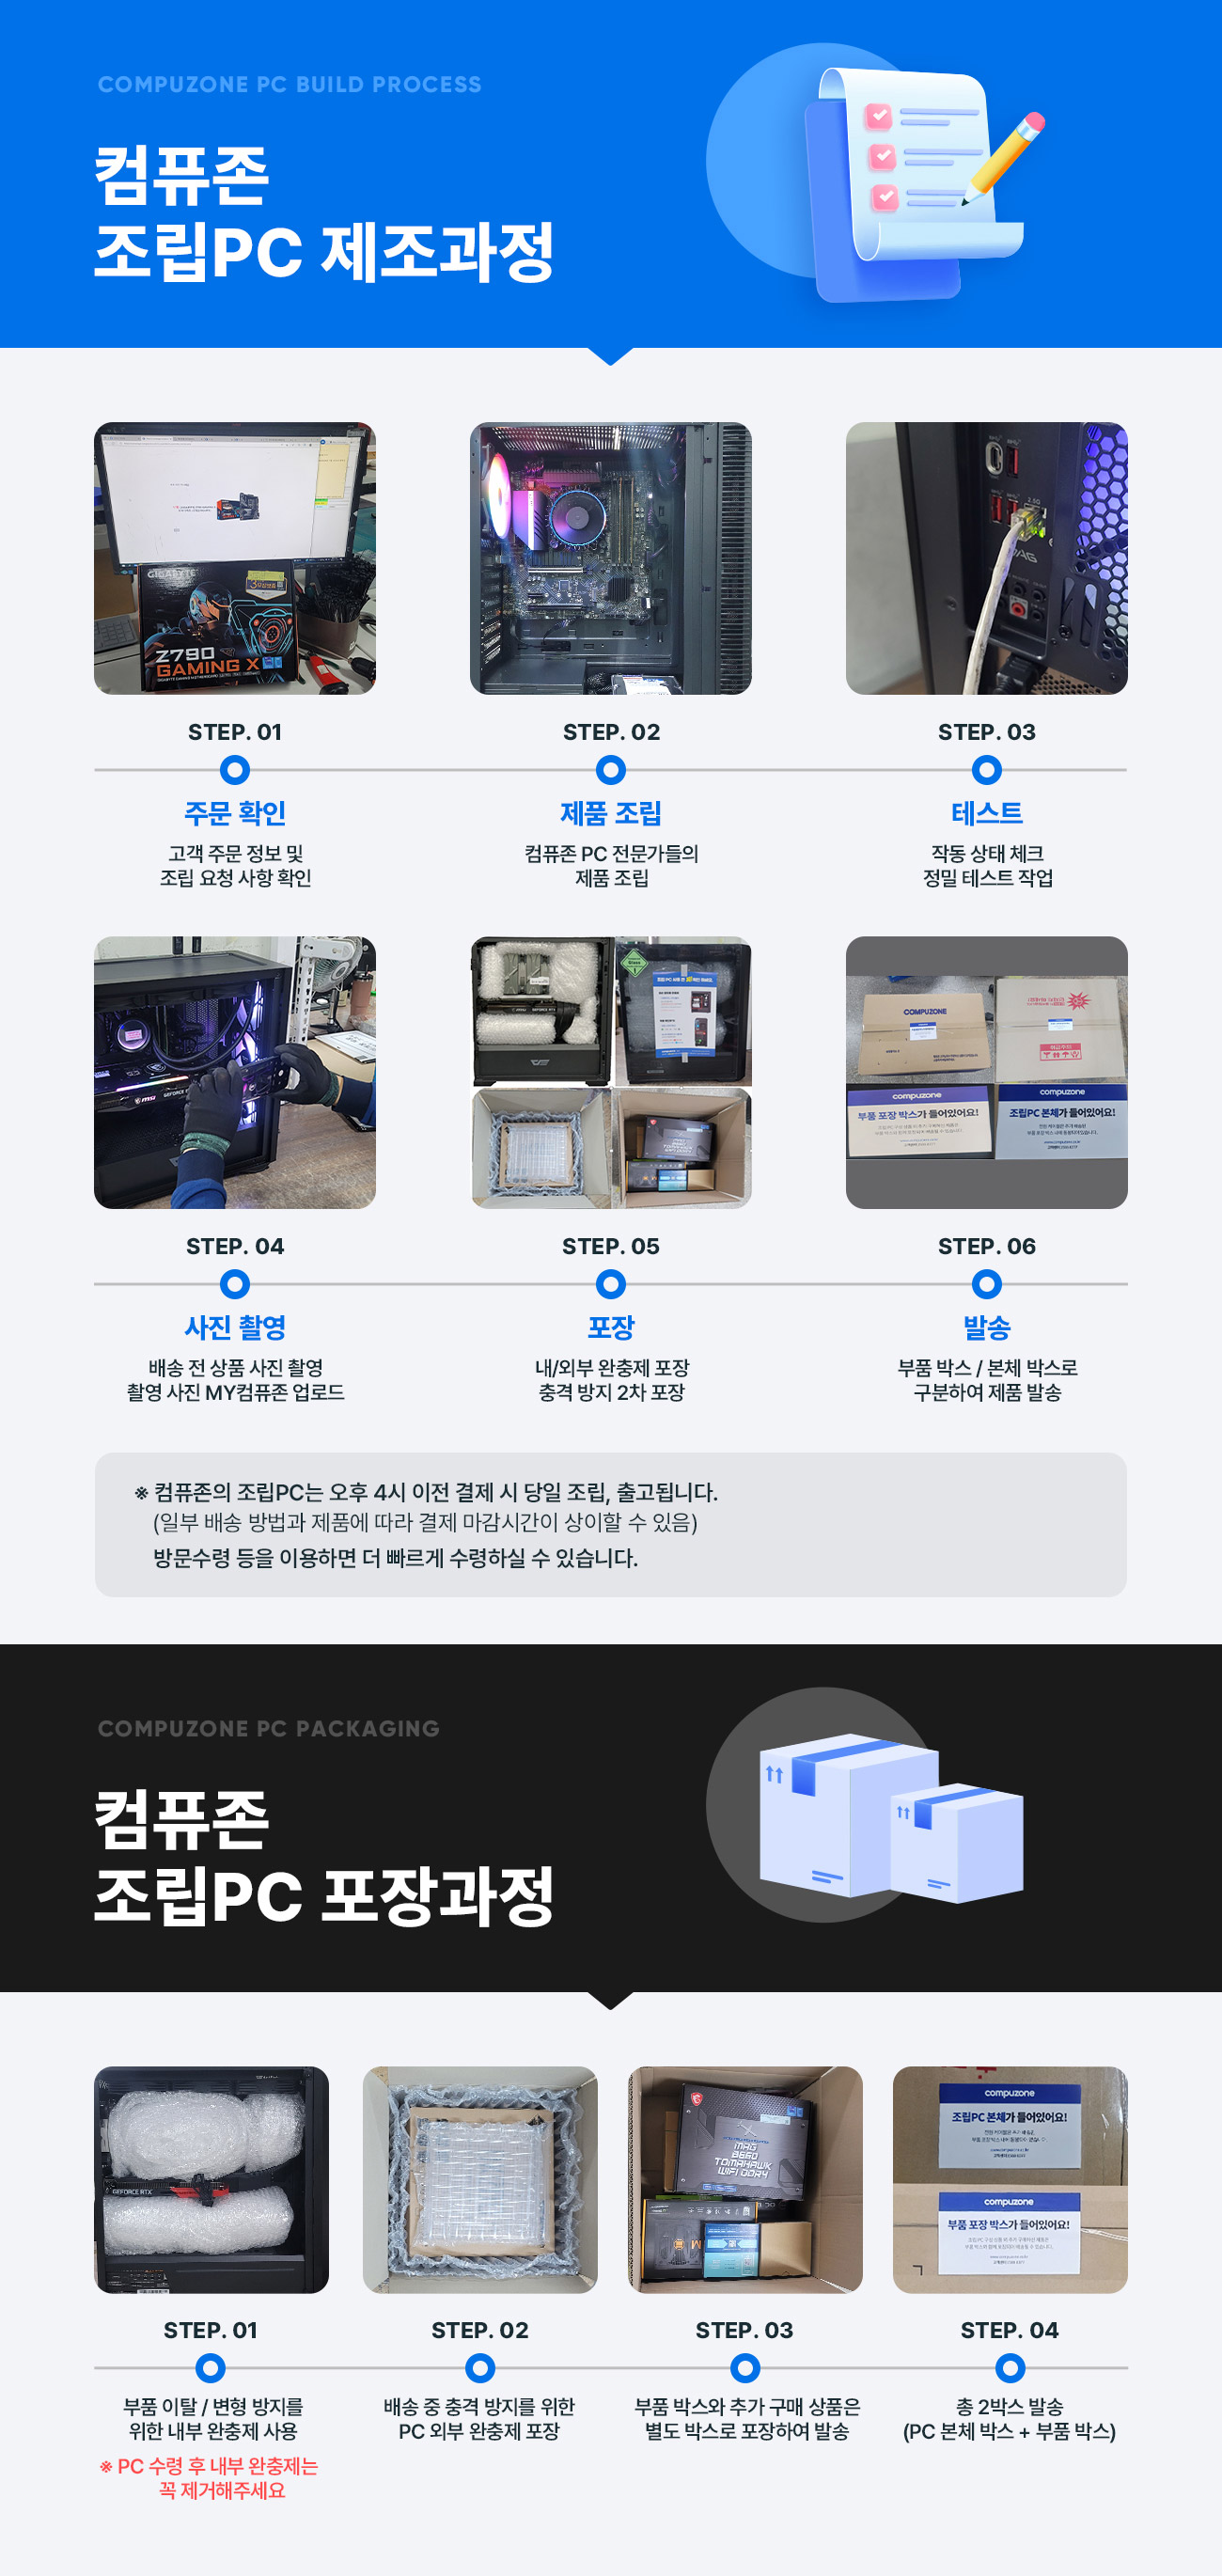 COMPUZONE PC BUILD PROCESS
컴퓨존
조립PC 제조과정
GIGABYTE
Z790
GAMING X
2.5G
STEP. 01
STEP. 02
STEP. 03
주문 확인
제품 조립
테스트
고객 주문 정보 및
조립 요청 사항 확인
컴퓨존 PC 전문가들의
제품 조립
작동 상태 체크
정밀 테스트 작업
msi
COMPUZONE
compuzone
부품 포장 박스가 들어있어요!
compuzone
조립PC 본체가 들어있어요!
STEP. 04
STEP. 05
STEP. 06
사진 촬영
포장
발송
배송 전 상품 사진 촬영
촬영 사진 MY컴퓨존 업로드
내/외부 완충제 포장
충격 방지 2차 포장
부품 박스 / 본체 박스로
구분하여 제품 발송
※ 컴퓨존의 조립PC는 오후 4시 이전 결제 시 당일 조립, 출고됩니다.
(일부 배송 방법과 제품에 따라 결제 마감시간이 상이할 수 있음)
방문수령 등을 이용하면 더 빠르게 수령하실 수 있습니다.
COMPUZONE PC PACKAGING
컴퓨존
조립PC 포장과정
GEFORCE RTX
MAG
B660
TOMAHAWK
WIFI DDR4
compuzone
조립PC 본체가 들어있어요!
compuzone
부품 포장 박스가 들어있어요!
STEP. 01
STEP. 02
STEP. 03
STEP. 04
부품 이탈 / 변형 방지를
위한 내부 완충제 사용
※ PC 수령 후 내부 완충제는
꼭 제거해주세요
배송 중 충격 방지를 위한
PC 외부 완충제 포장
부품 박스와 추가 구매 상품은
별도 박스로 포장하여 발송
총 2박스 발송
(PC 본체 박스 + 부품 박스)